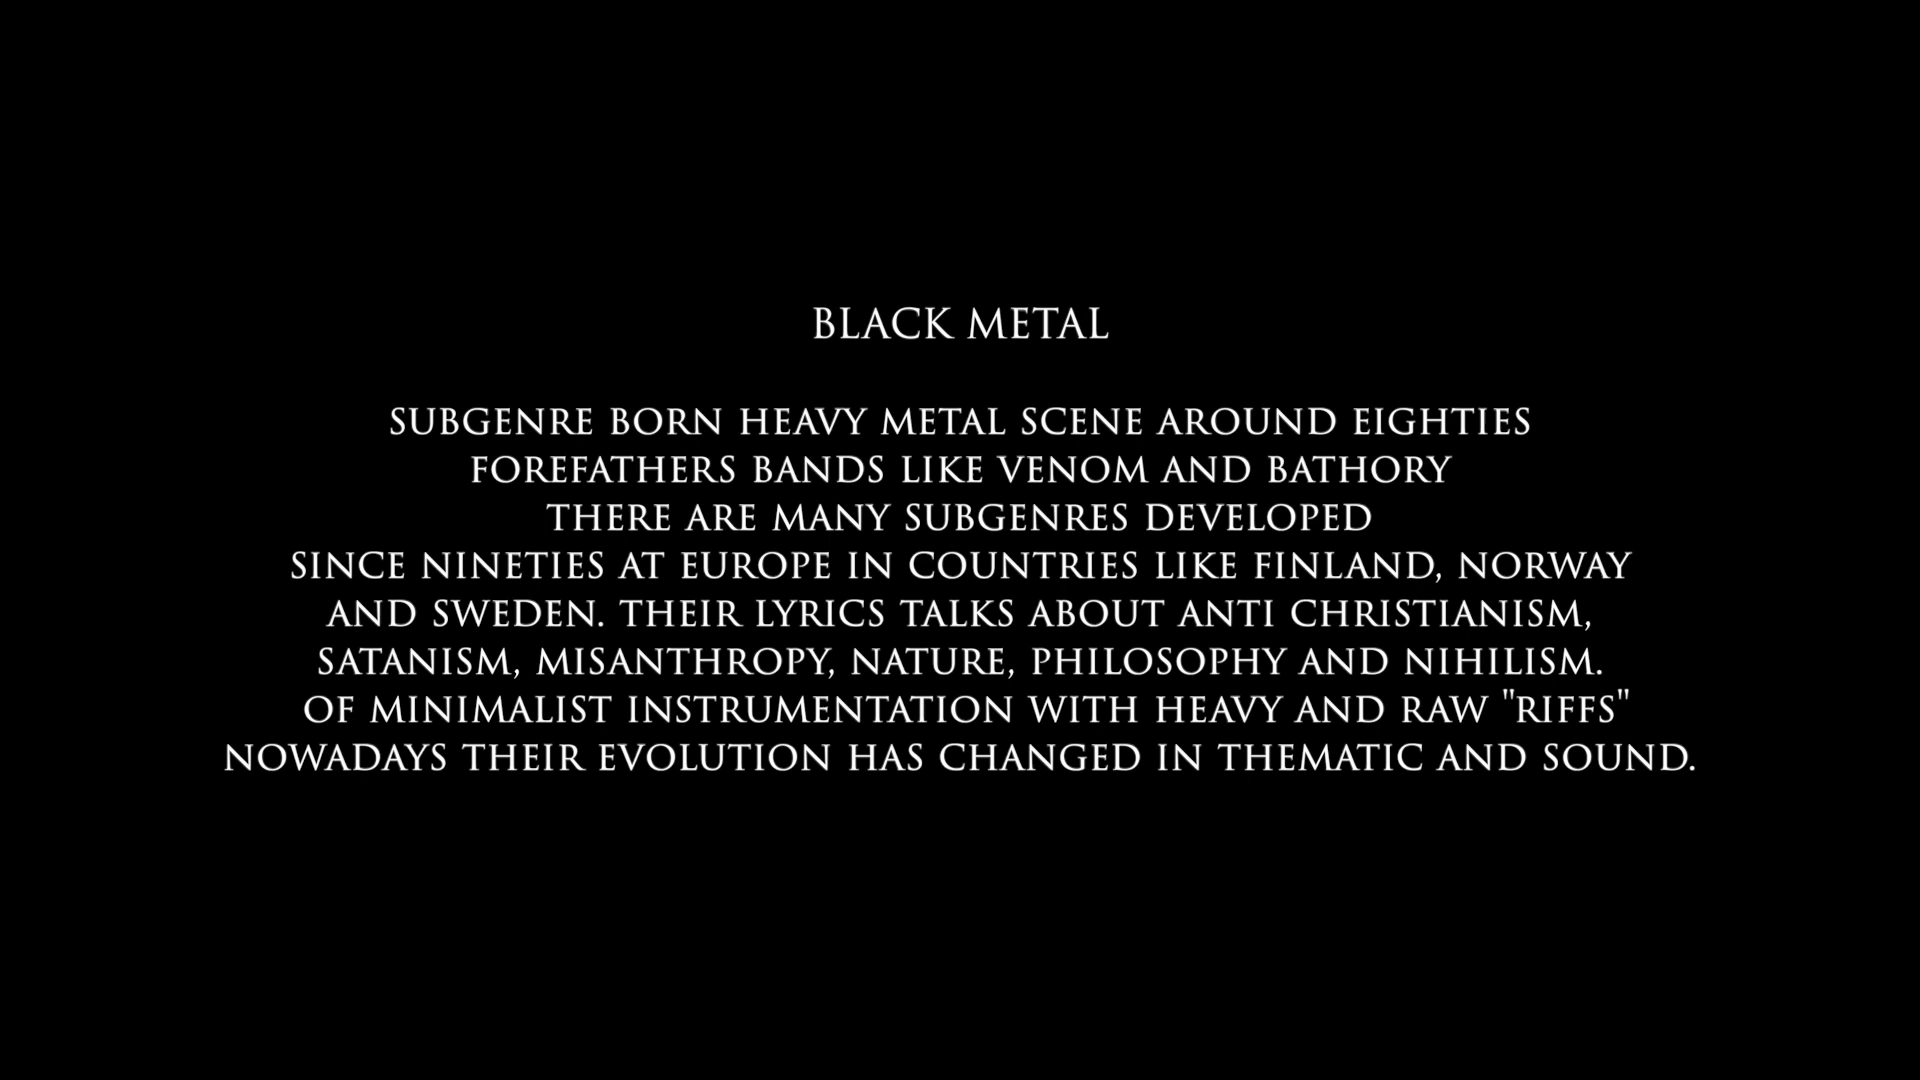 BLACK METAL
SUBGENRE BORN HEAVY METAL SCENE AROUND EIGHTIES
FOREFATHERS BANDS LIKE VENOM AND BATHORY
THERE ARE MANY SUBGENRES DEVELOPED
SINCE NINETIES AT EUROPE IN COUNTRIES LIKE FINLAND, NORWAY
AND SWEDEN. THEIR LYRICS TALKS ABOUT ANTI CHRISTIANISM,
SATANISM, MISANTHROPY, NATURE, PHILOSOPHY AND NIHILISM.
OF MINIMALIST INSTRUMENTATION WITH HEAVY AND RAW "RIFFS"
NOWADAYS THEIR EVOLUTION HAS CHANGED IN THEMATIC AND SOUND.